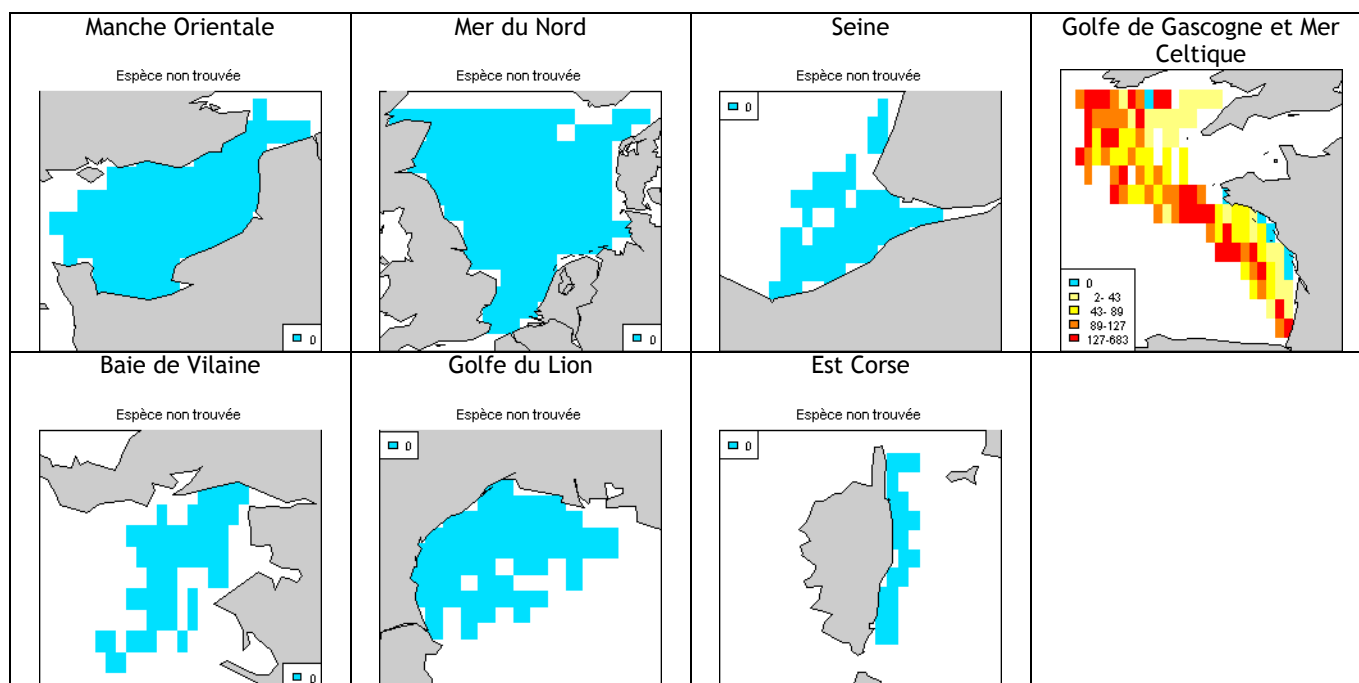 Manche Orientale
Espèce non trouvée
0
Mer du Nord
Espèce non trouvée
0
Seine
Espèce non trouvée
0
Golfe de Gascogne et Mer
Celtique
0
2- 43
43- 89
89-127
127-683
Baie de Vilaine
Espèce non trouvée
0
Golfe du Lion
Espèce non trouvée
0
Est Corse
Espèce non trouvée
0